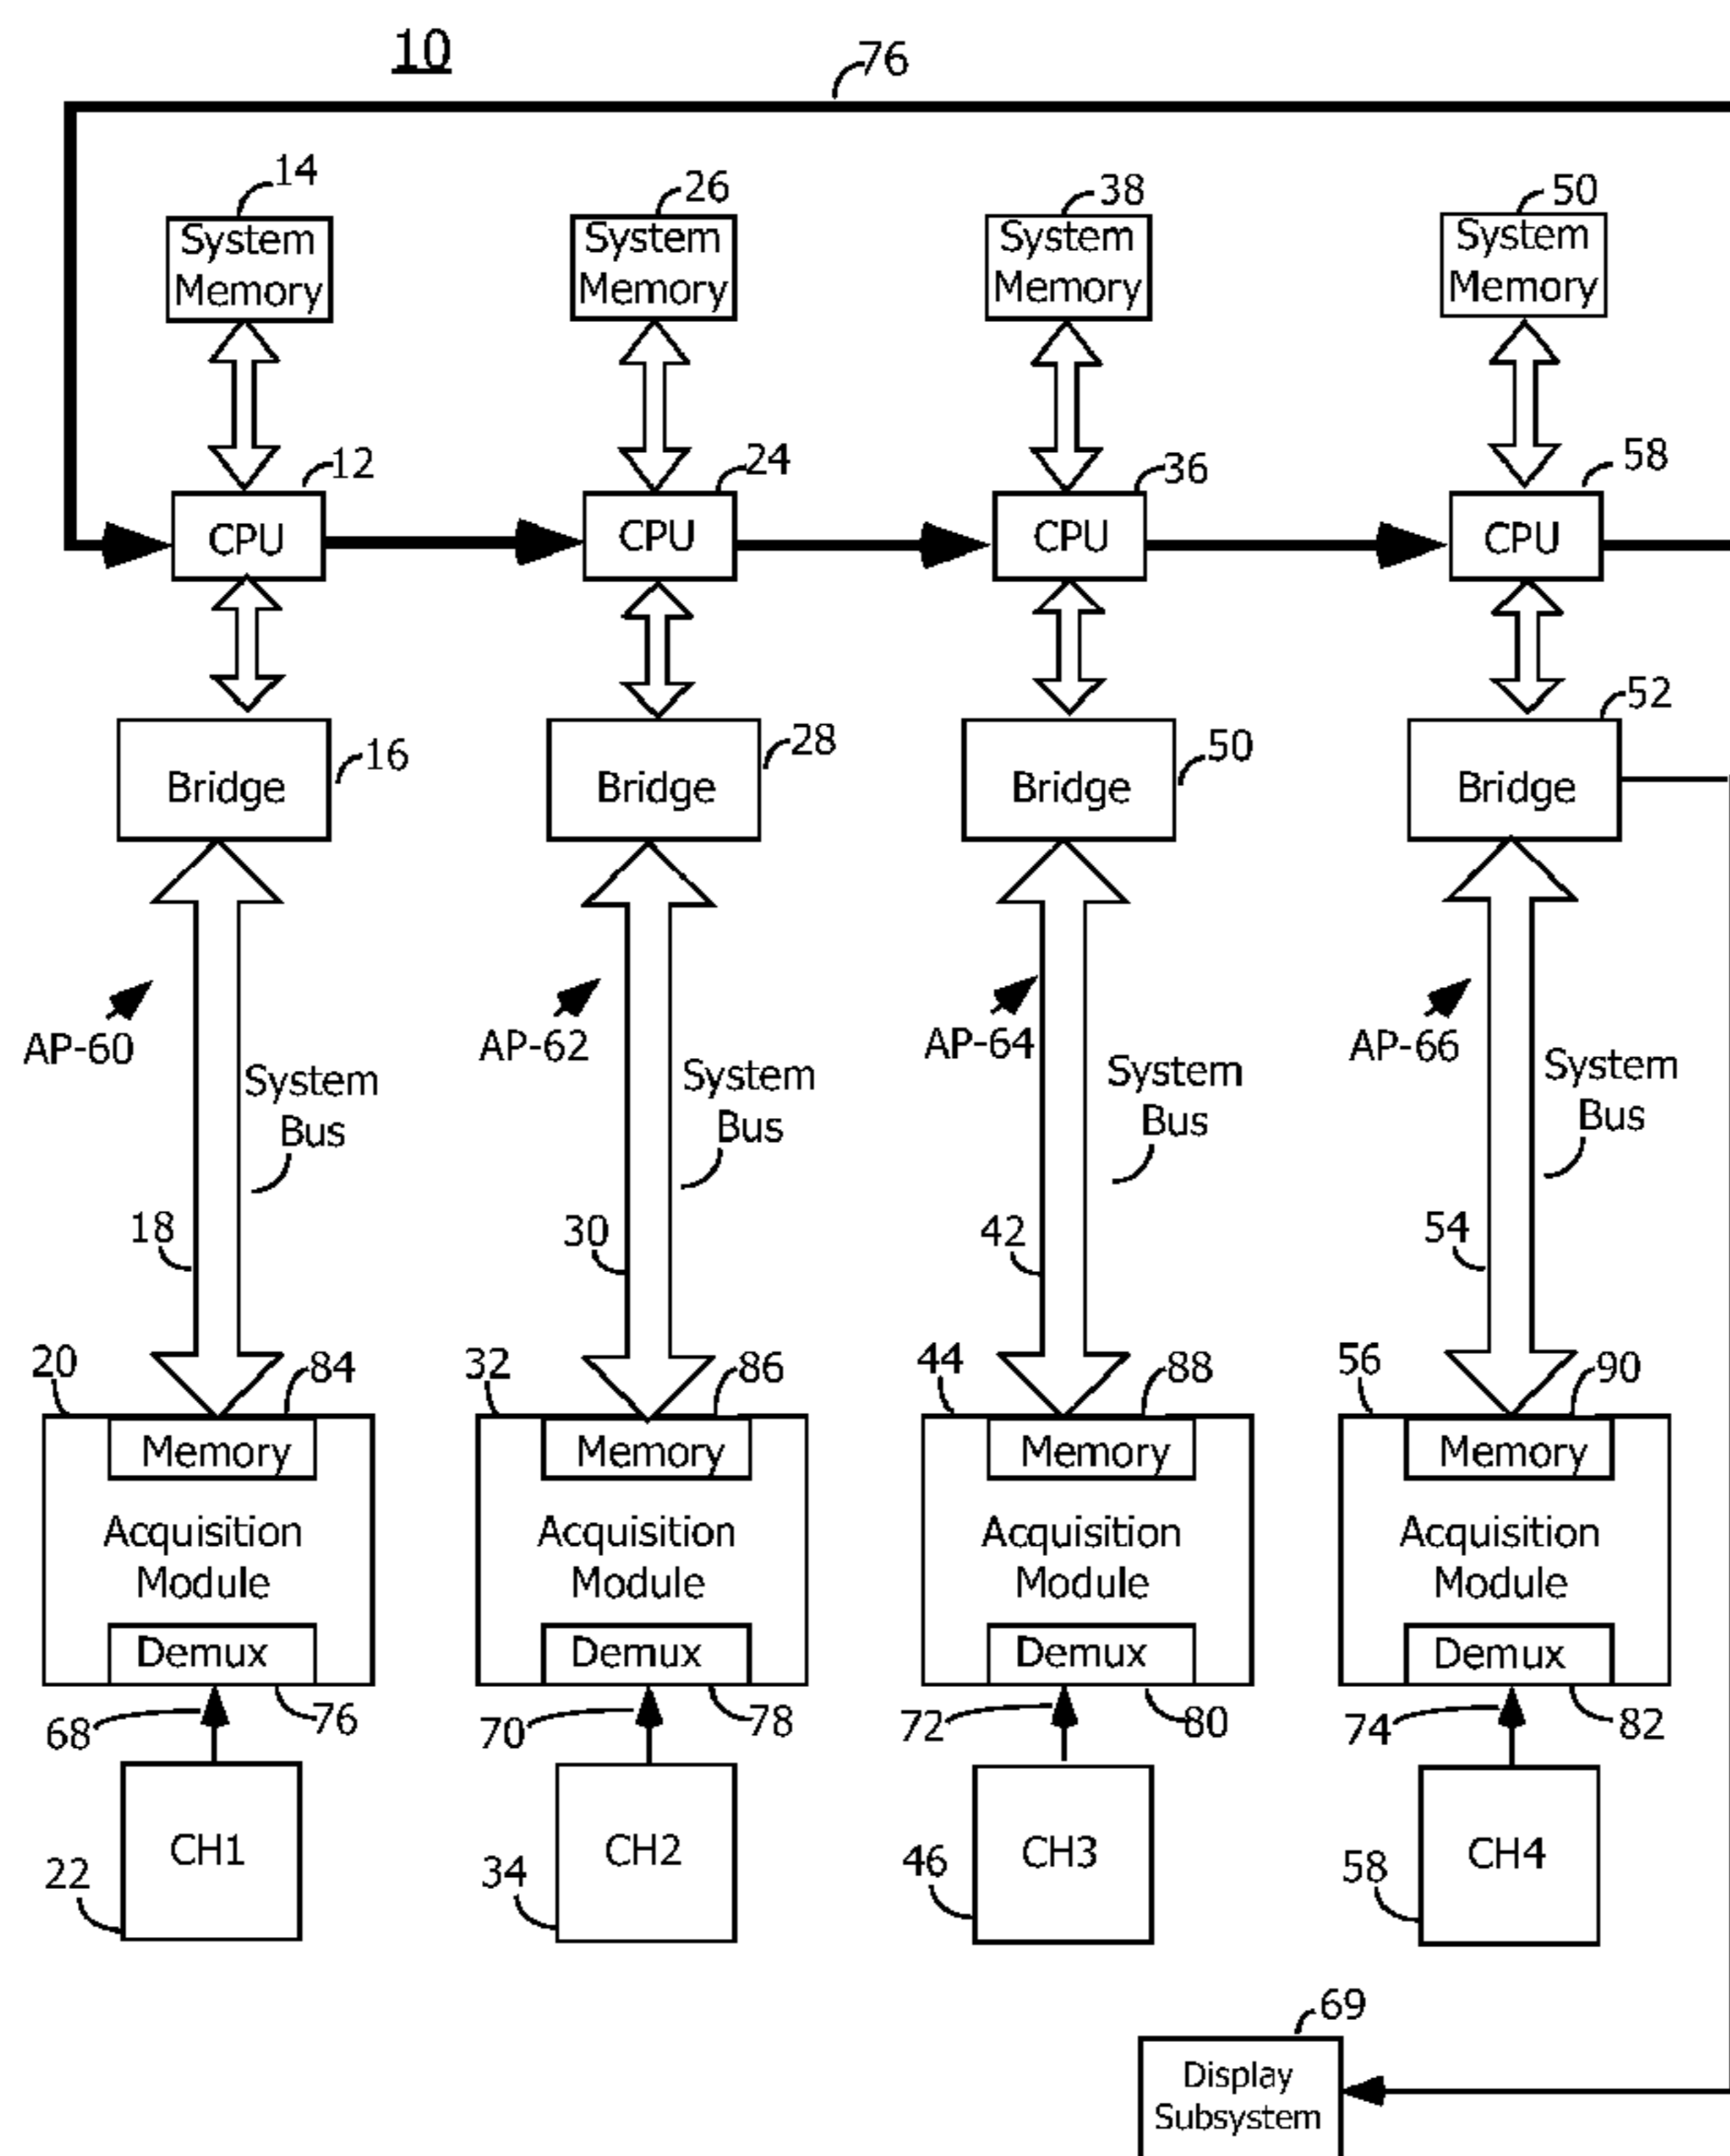 10
76
14
26
38
50
System
Memory
System
Memory
System
Memory
System
Memory
12
24
36
58
CPU
CPU
CPU
CPU
16
28
50
52
Bridge
Bridge
Bridge
Bridge
AP-60
AP-62
AP-64
AP-66
System
Bus
System
Bus
System
Bus
System
Bus
18
30
42
54
20
84
32
86
44
88
56
90
Memory
Memory
Memory
Memory
Acquisition
Module
Acquisition
Module
Acquisition
Module
Acquisition
Module
Demux
Demux
Demux
Demux
68
76
70
78
72
80
74
82
CH1
CH2
CH3
CH4
22
34
46
58
69
Display
Subsystem